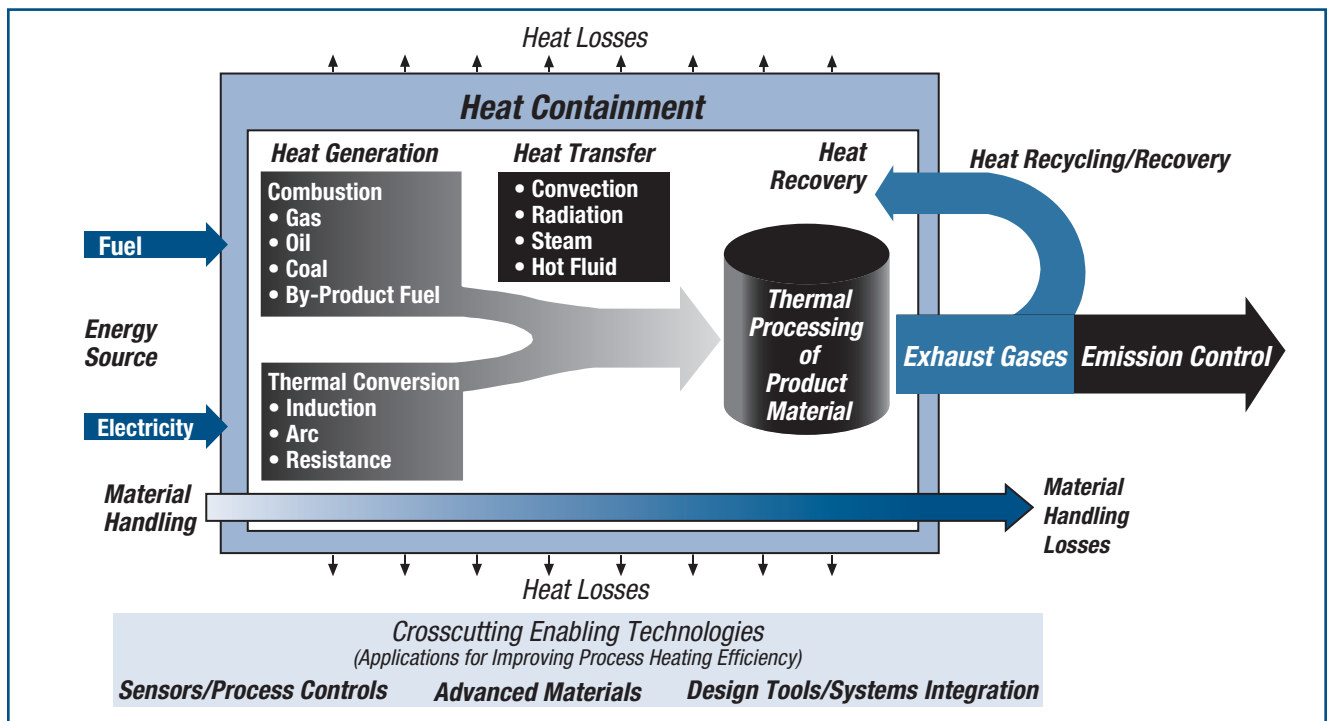 Heat Losses
Heat Containment
Heat Generation
Combustion
• Gas
• Oil
• Coal
• By-Product Fuel
Heat Transfer
• Convection
• Radiation
• Steam
• Hot Fluid
Heat
Recovery
Heat Recycling/Recovery
Fuel
Energy
Source
Electricity
Thermal Conversion
• Induction
• Arc
• Resistance
Thermal
Processing
of
Product
Material
Exhaust Gases
Emission Control
Material
Handling
Material
Handling
Losses
Heat Losses
Crosscutting Enabling Technologies
(Applications for Improving Process Heating Efficiency)
Sensors/Process Controls
Advanced Materials
Design Tools/Systems Integration